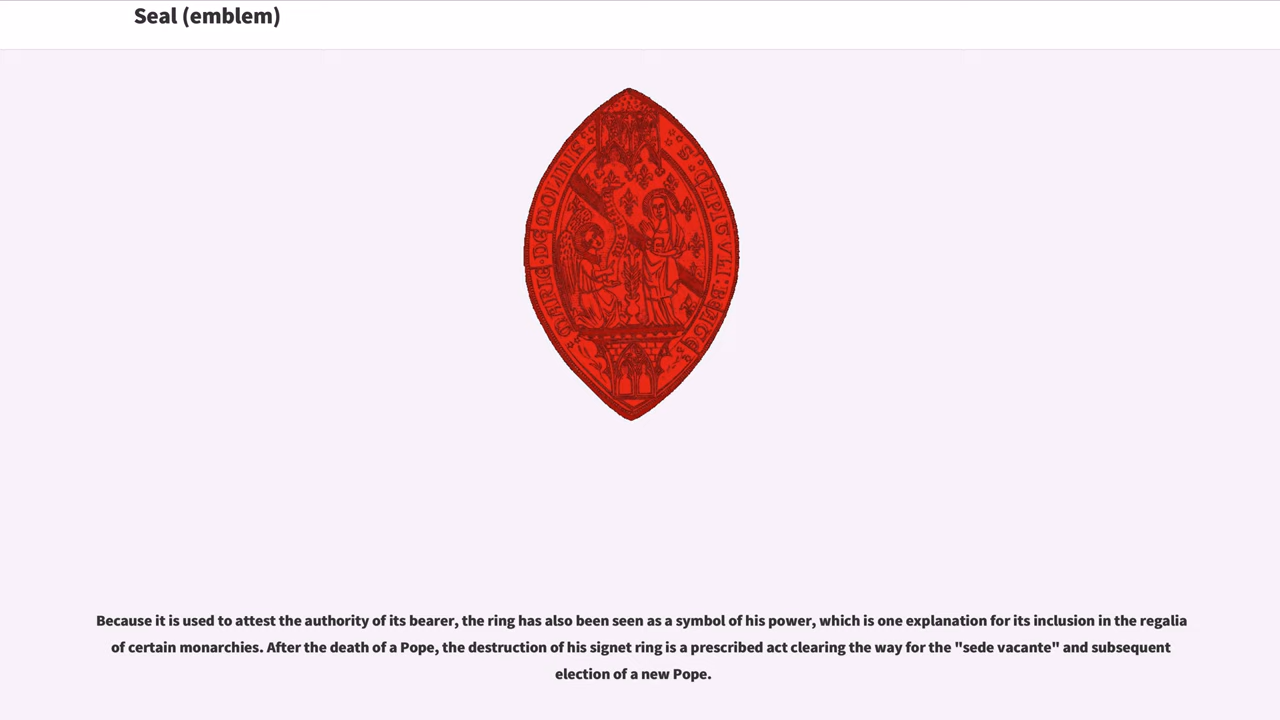 Seal (emblem)
Because it is used to attest the authority of its bearer, the ring has also been seen as a symbol of his power, which is one explanation for its inclusion in the regalia
of certain monarchies. After the death of a Pope, the destruction of his signet ring is a prescribed act clearing the way for the "sede vacante" and subsequent
election of a new Pope.